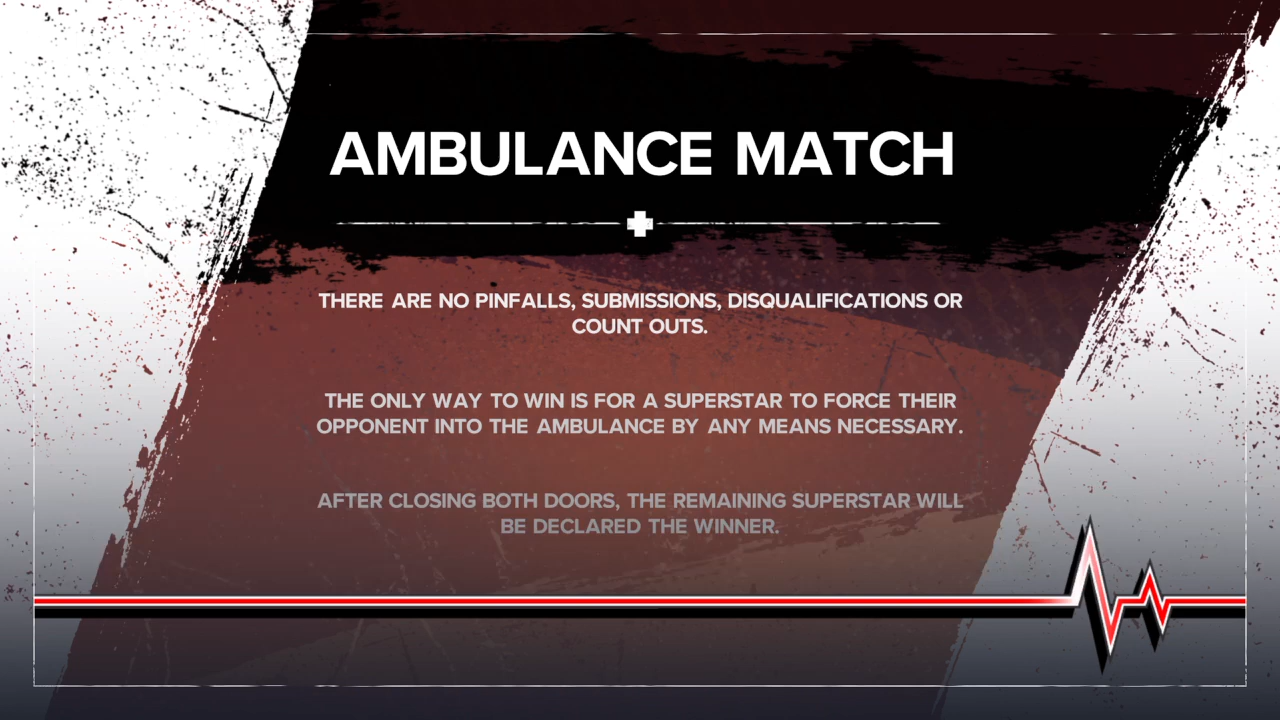 AMBULANCE MATCH
THERE ARE NO PINFALLS, SUBMISSIONS, DISQUALIFICATIONS OR
COUNT OUTS.
THE ONLY WAY TO WIN IS FOR A SUPERSTAR TO FORCE THEIR
OPPONENT INTO THE AMBULANCE BY ANY MEANS NECESSARY.
AFTER CLOSING BOTH DOORS, THE REMAINING SUPERSTAR WILL
BE DECLARED THE WINNER.